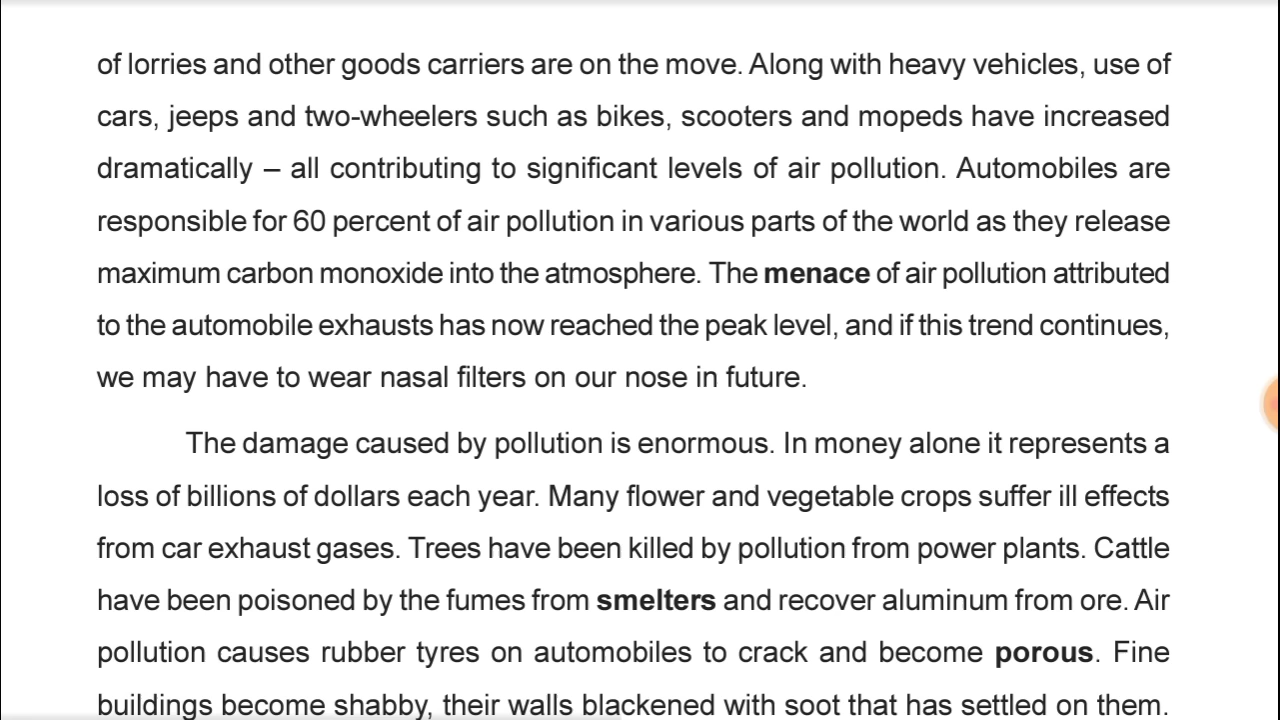 of lorries and other goods carriers are on the move. Along with heavy vehicles, use of
cars, jeeps and two-wheelers such as bikes, scooters and mopeds have increased
dramatically – all contributing to significant levels of air pollution. Automobiles are
responsible for 60 percent of air pollution in various parts of the world as they release
maximum carbon monoxide into the atmosphere. The menace of air pollution attributed
to the automobile exhausts has now reached the peak level, and if this trend continues,
we may have to wear nasal filters on our nose in future.
The damage caused by pollution is enormous. In money alone it represents a
loss of billions of dollars each year. Many flower and vegetable crops suffer ill effects
from car exhaust gases. Trees have been killed by pollution from power plants. Cattle
have been poisoned by the fumes from smelters and recover aluminum from ore. Air
pollution causes rubber tyres on automobiles to crack and become porous. Fine
buildings become shabby, their walls blackened with soot that has settled on them.